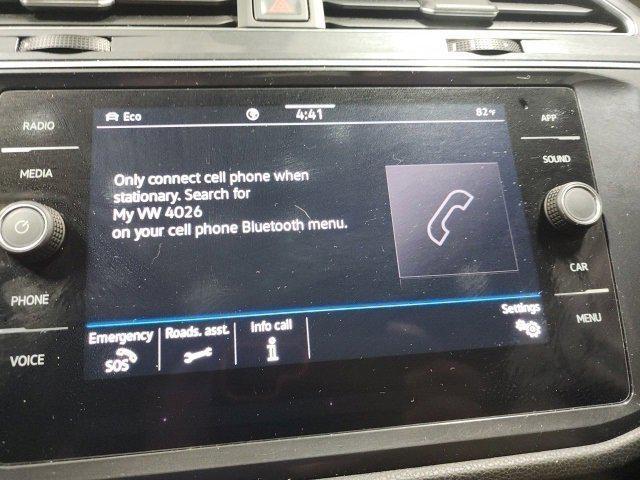 RADIO
MEDIA
PHONE
VOICE
Eco
4:41
82°F
Only connect cell phone when
stationary. Search for
My VW 4026
on your cell phone Bluetooth menu.
Emergency
SOS
Roads. asst.
Info call
Settings
APP
SOUND
CAR
MENU